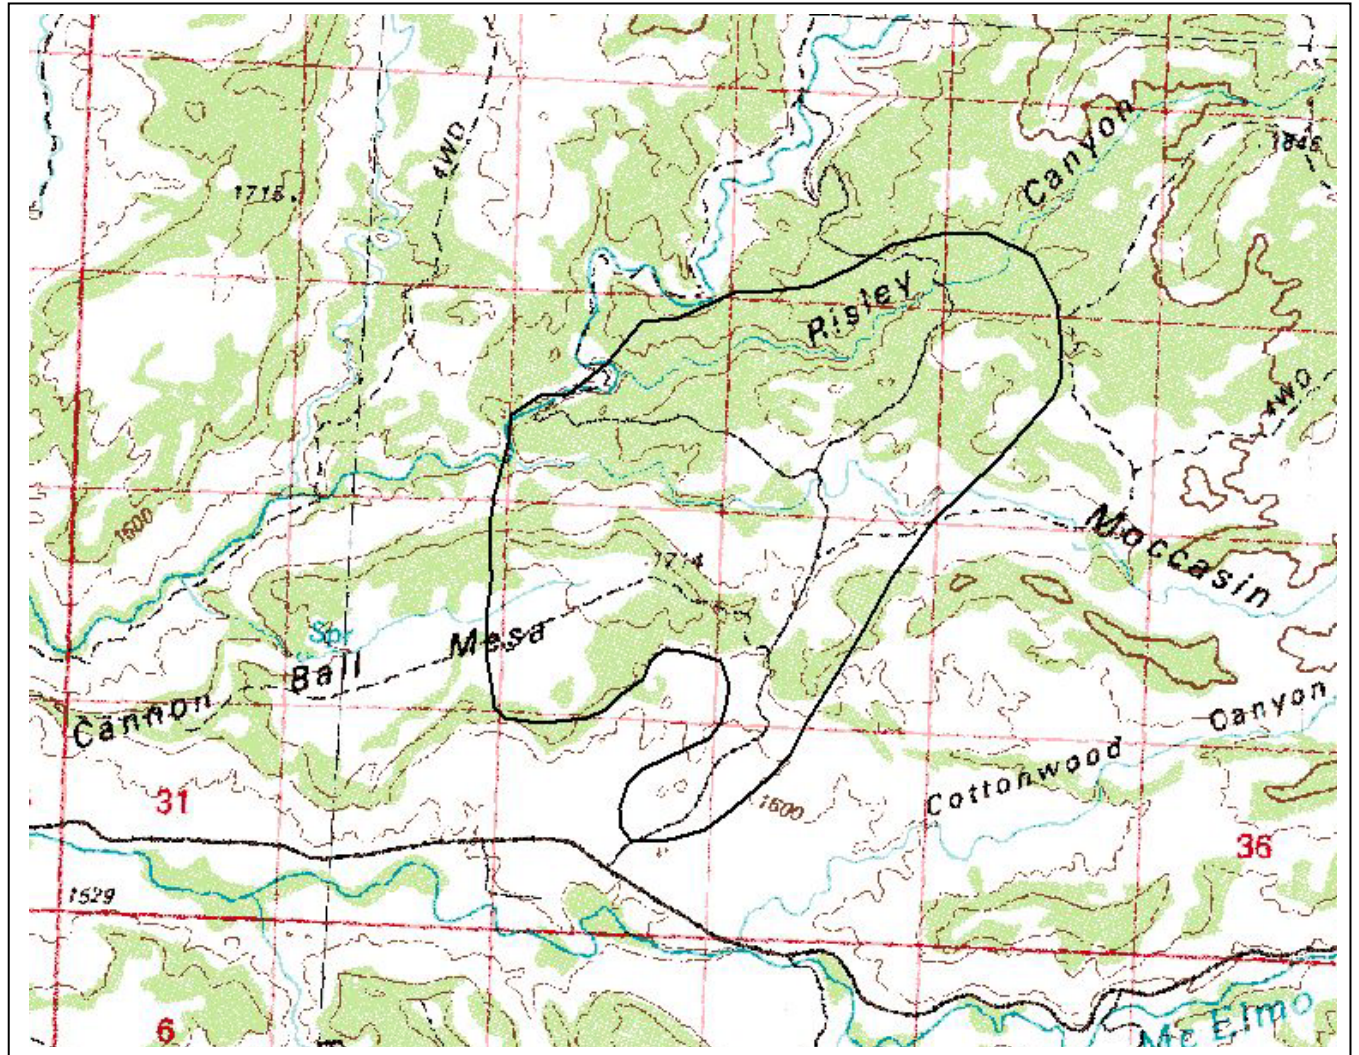 4WD
1715
Canyon
1846
Risley
4WD
1600
Moccasin
1714
Spr
Mesa
Ball
Cannon
Canyon
Cottonwood
1600
31
36
1529
6
Mc Elmo